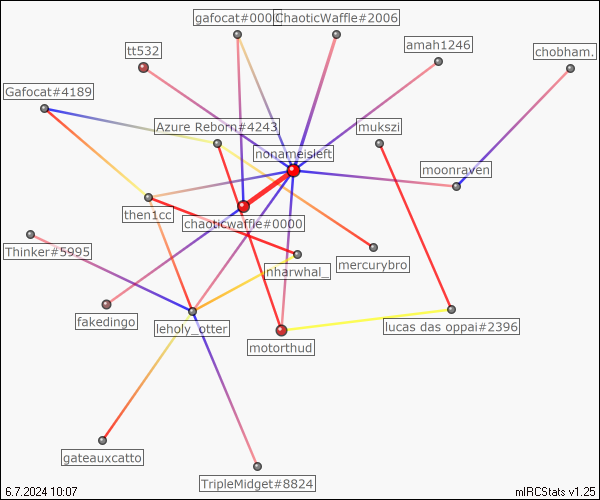 gafocat#000
ChaoticWaffle#2006
tt532
amah1246
chobham.
Gafocat#4189
Azure Reborn#4243
mukszi
nonameisleft
moonraven
then1cc
chaoticwaffle#0000
Thinker#5995
nharwhal_
mercurybro
fakedingo
leholy_otter
lucas das oppai#2396
motorthud
gateauxcatto
TripleMidget#8824
6.7.2024 10:07
mIRCStats v1.25